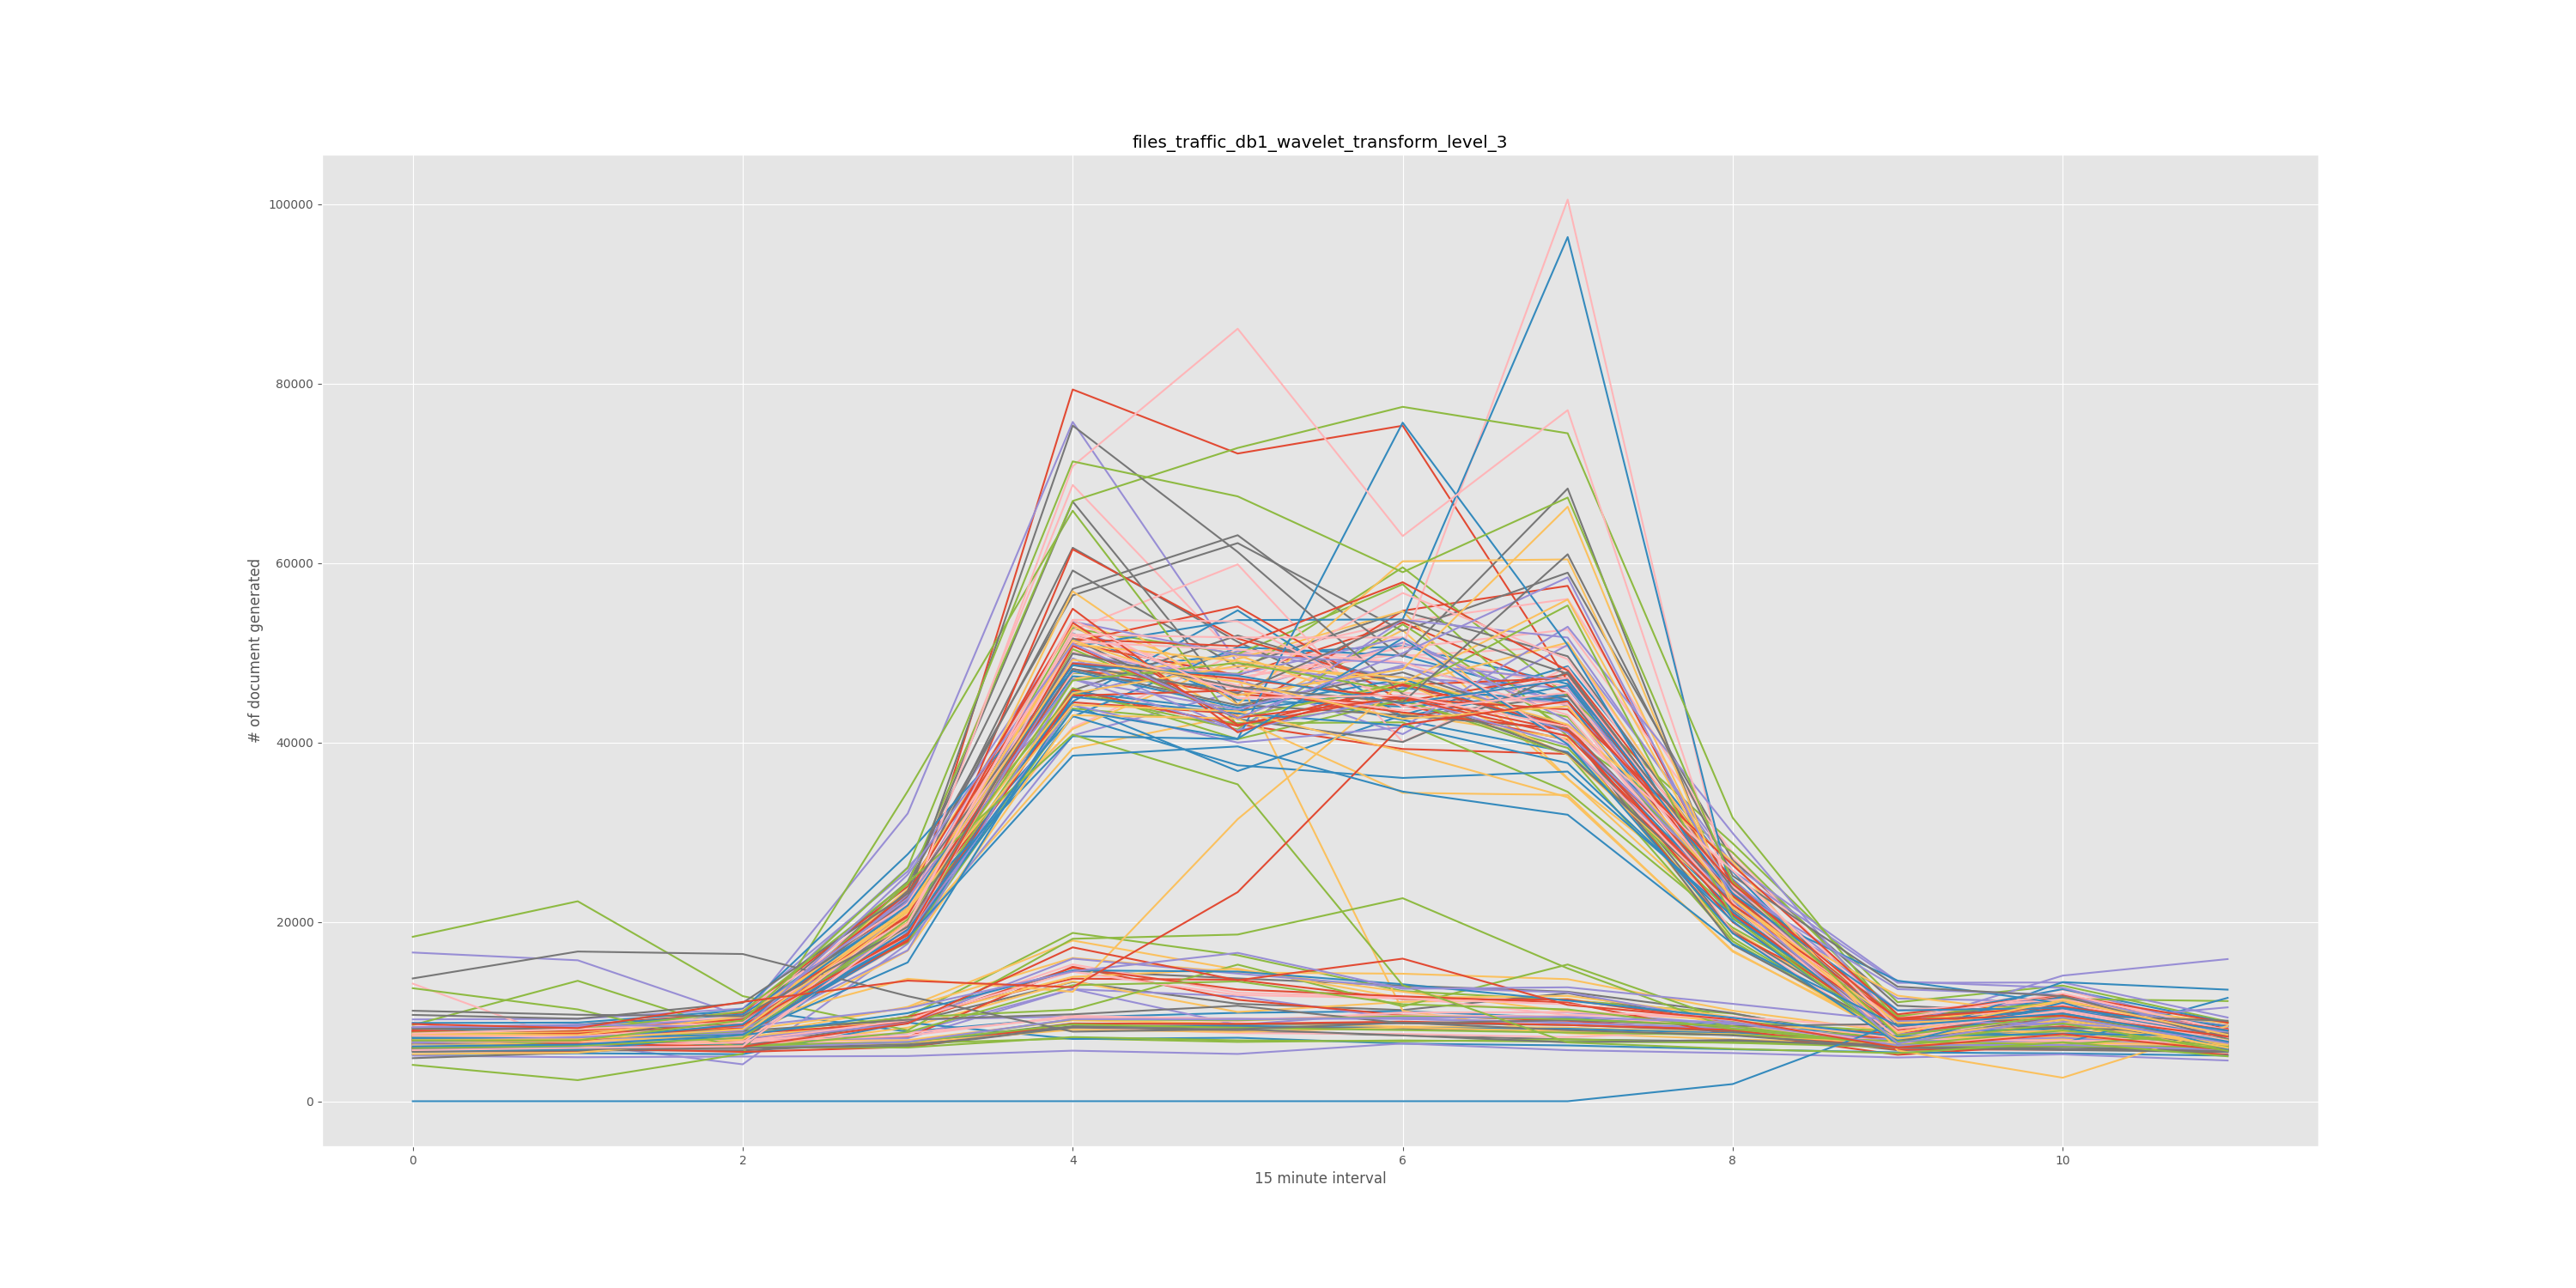 files_traffic_db1_wavelet_transform_level_3
100000
80000
60000
40000
20000
0
# of document generated
0 2 4 6 8 10
15 minute interval